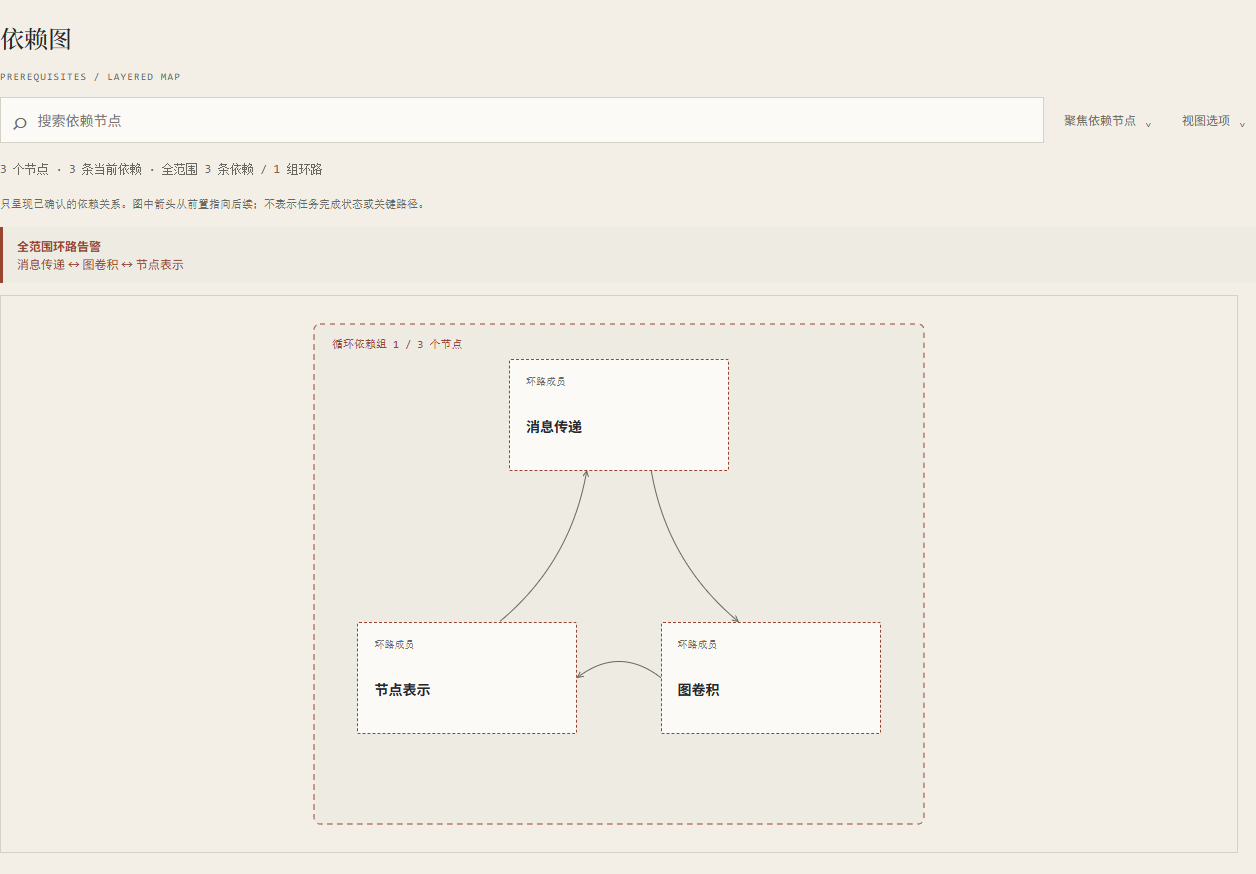 依赖图
PREREQUISITES / LAYERED MAP
搜索依赖节点
聚焦依赖节点
视图选项
3 个节点 · 3 条当前依赖 · 全范围 3 条依赖 / 1 组环路
只呈现已确认的依赖关系。图中箭头从前置指向后续；不表示任务完成状态或关键路径。
全范围环路告警
消息传递 ↔ 图卷积 ↔ 节点表示
循环依赖组 1 / 3 个节点
环路成员
消息传递
环路成员
节点表示
环路成员
图卷积